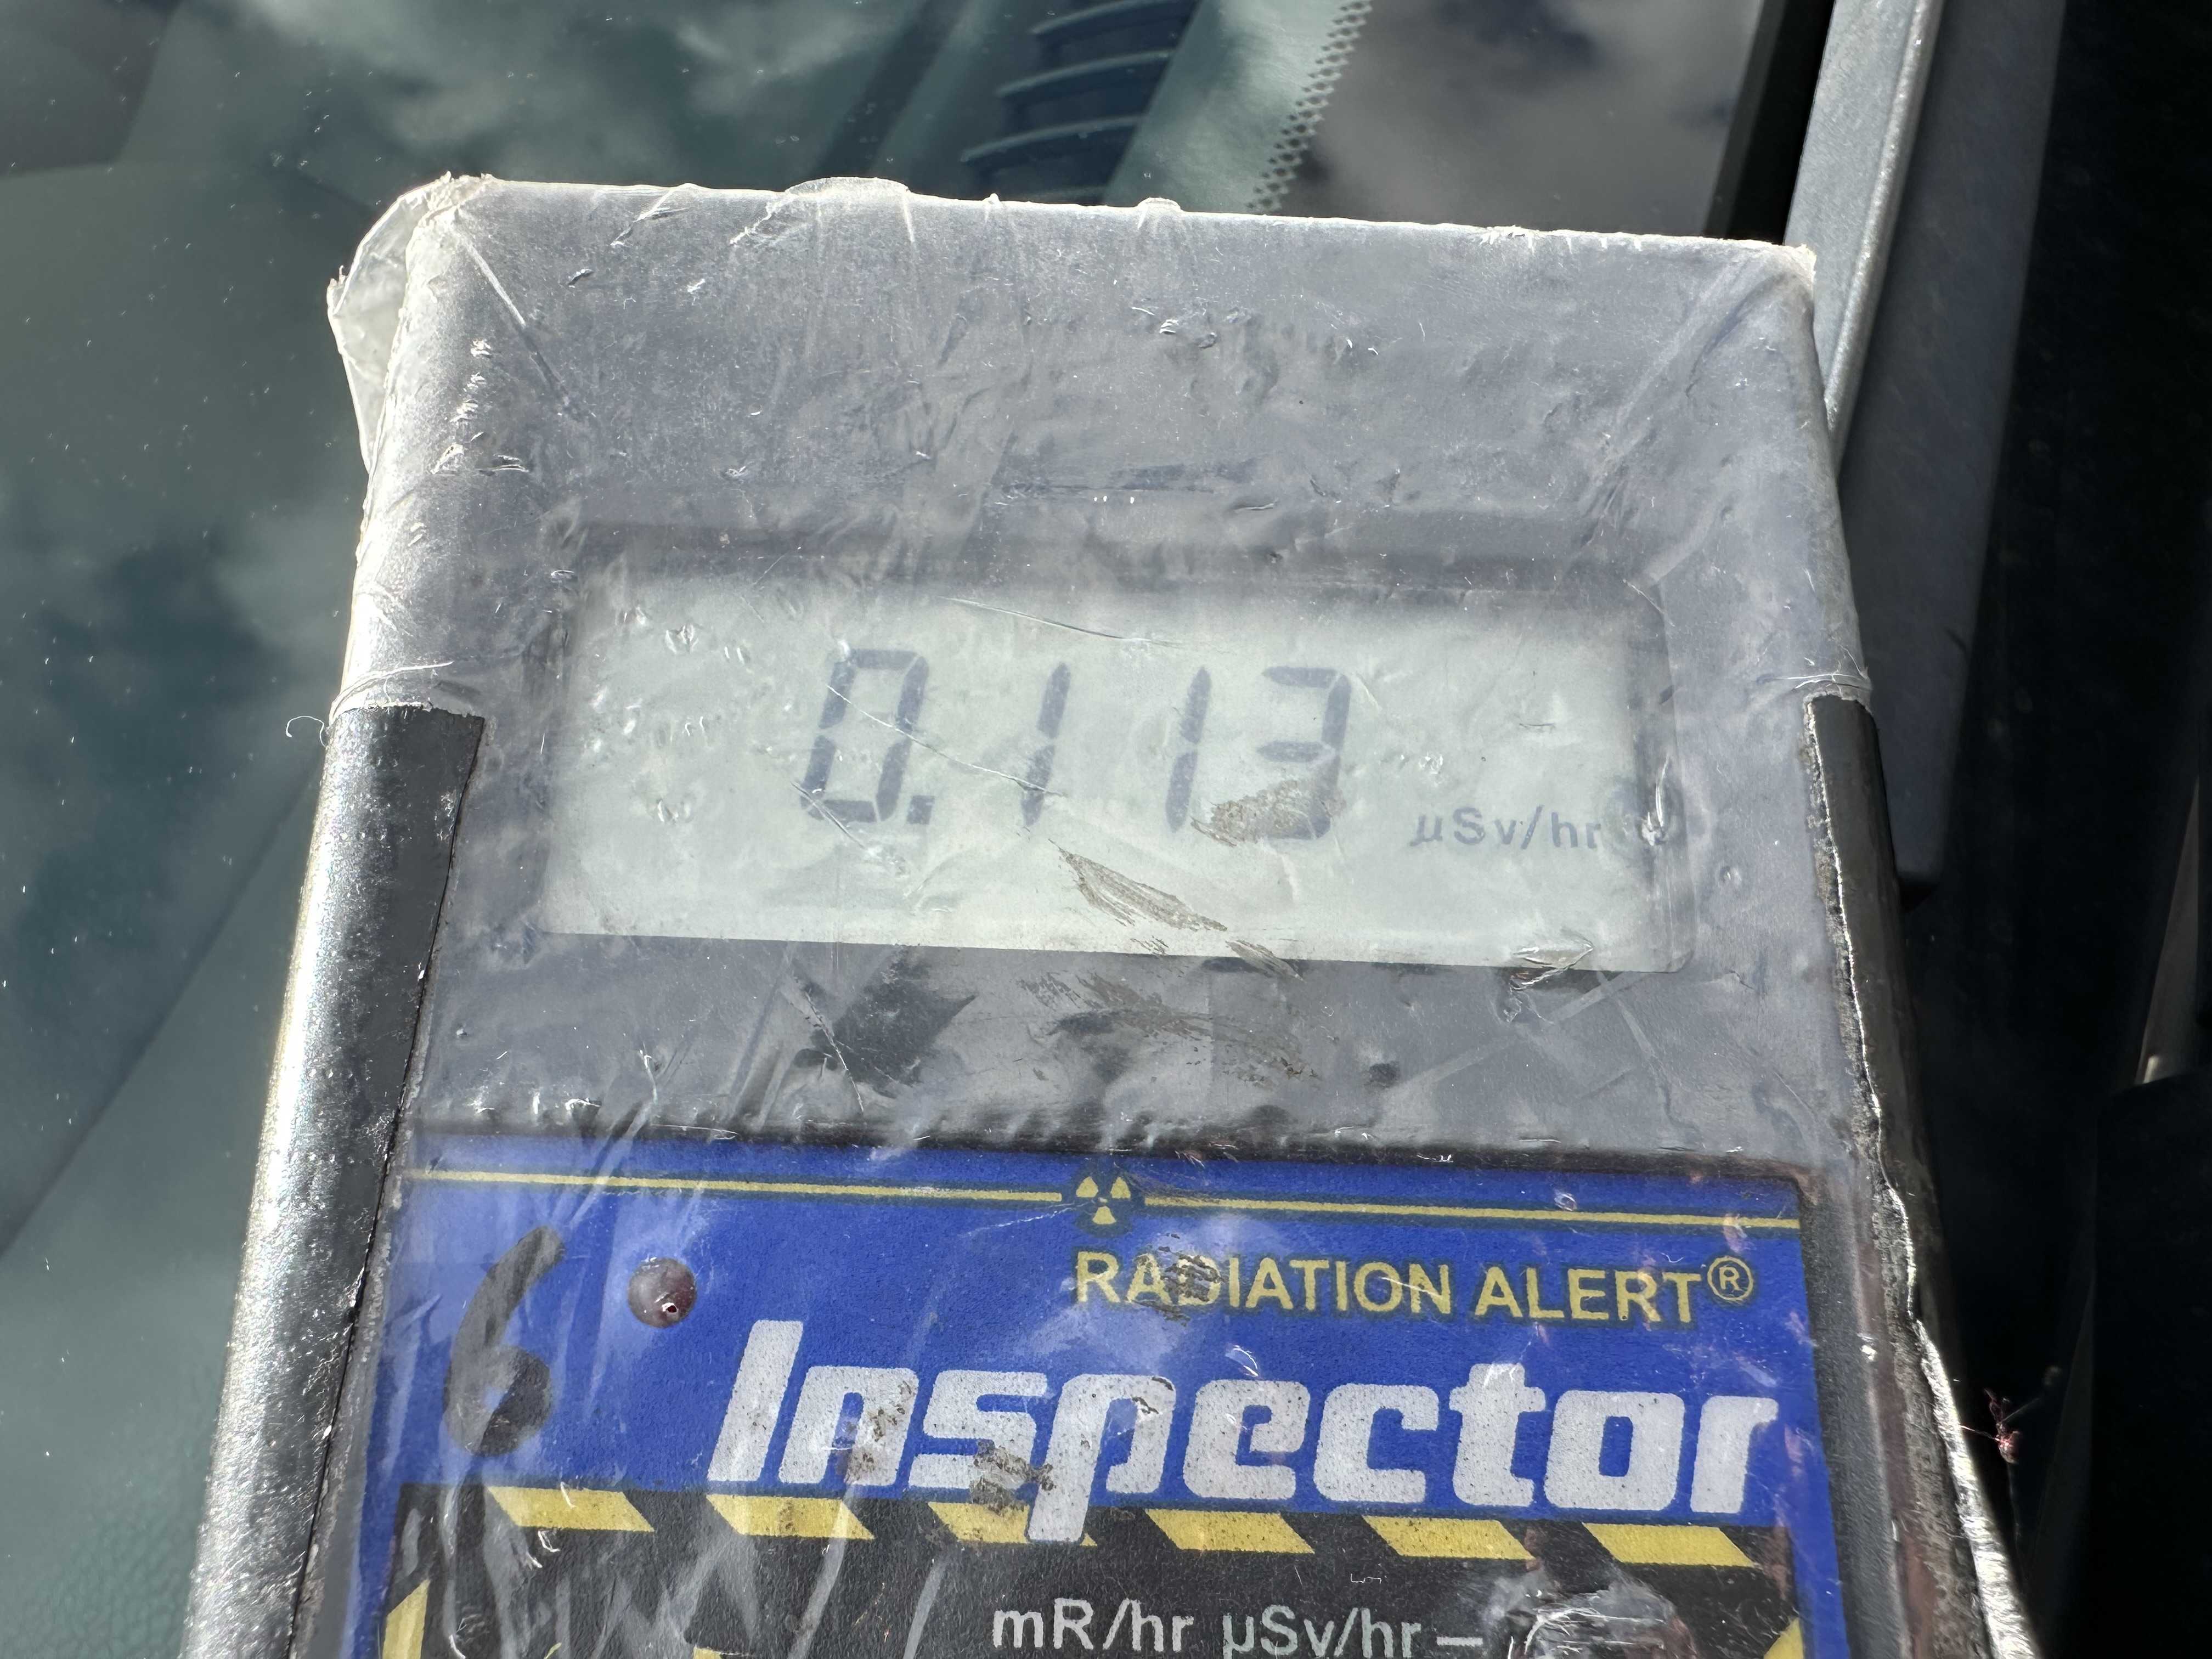 0.113 µSv/hr
RADIATION ALERT®
6
Inspector
mR/hr µSv/hr –